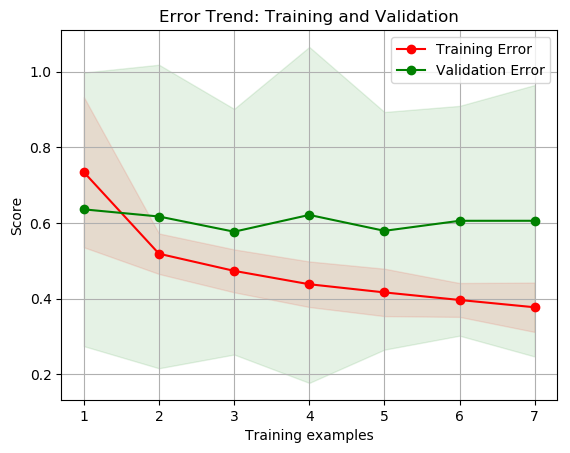 Error Trend: Training and Validation
Training Error
Validation Error
1.0
0.8
0.6
0.4
0.2
Score
1 2 3 4 5 6 7
Training examples